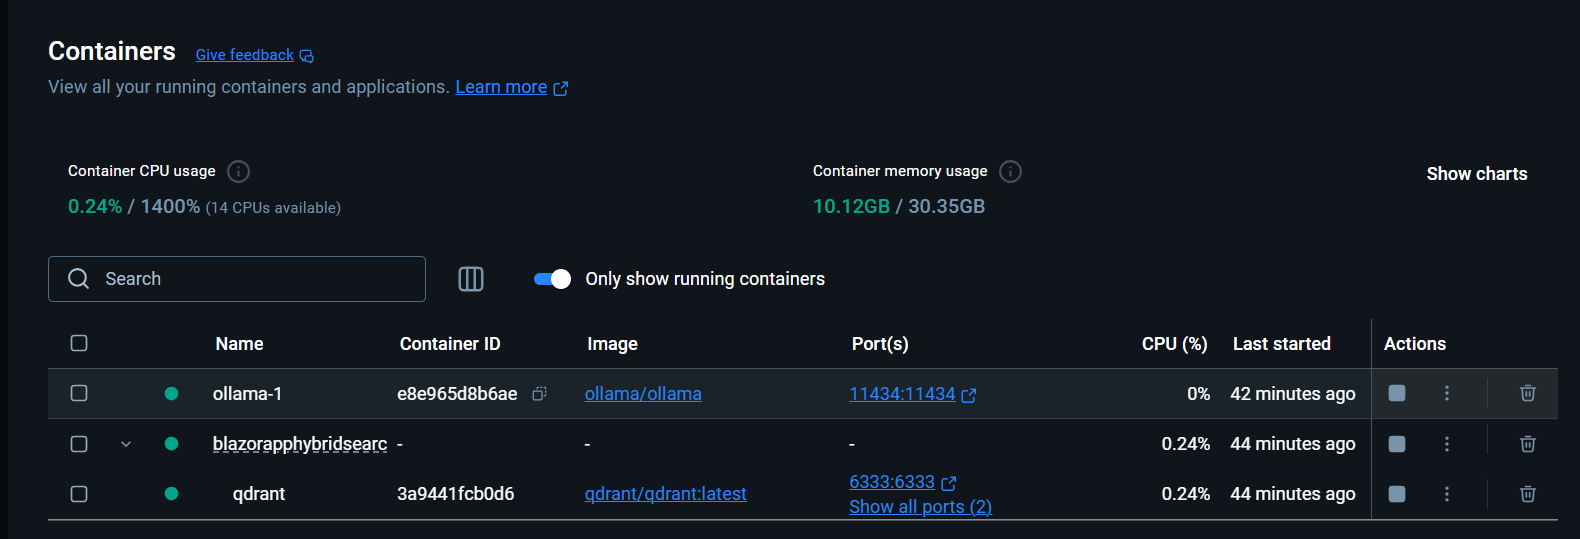 Containers Give feedback
View all your running containers and applications. Learn more
Container CPU usage
0.24% / 1400% (14 CPUs available)
Container memory usage
10.12GB / 30.35GB
Show charts
Search
Only show running containers
Name Container ID Image Port(s) CPU (%) Last started Actions
ollama-1 e8e965d8b6ae ollama/ollama 11434:11434 0% 42 minutes ago
blazorapphybridsearc - - - 0.24% 44 minutes ago
qdrant 3a9441fcb0d6 qdrant/qdrant:latest 6333:6333 0.24% 44 minutes ago
Show all ports (2)